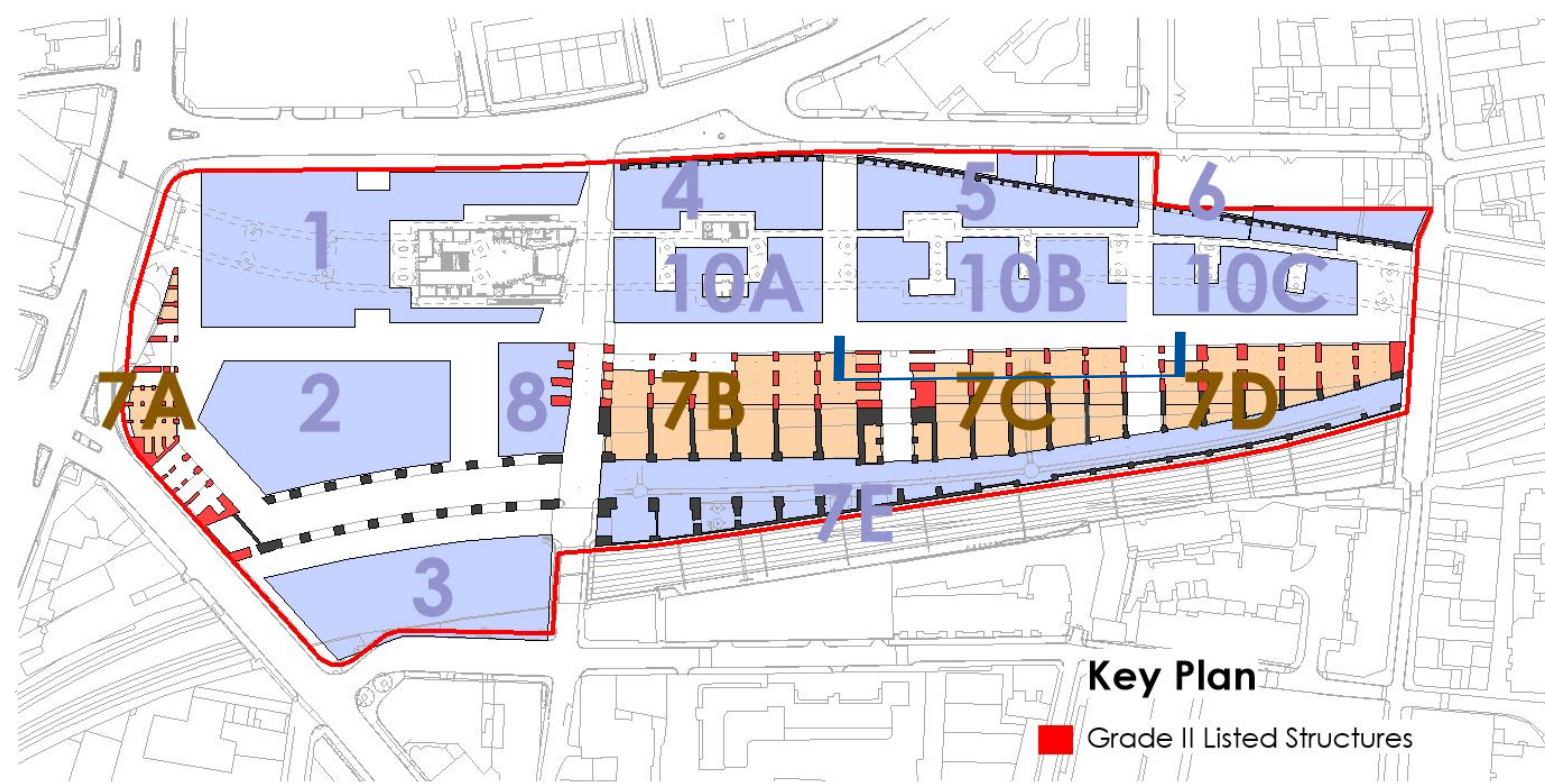 4
5
6
1
10A
10B
10C
7A
2
8
7B
7C
7D
7E
3
Key Plan
Grade II Listed Structures